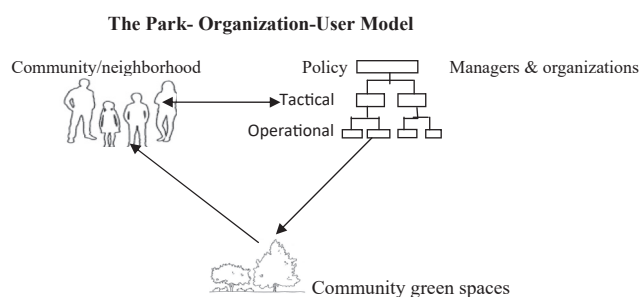 The Park- Organization-User Model
Community/neighborhood
Policy
Managers & organizations
Tactical
Operational
Community green spaces